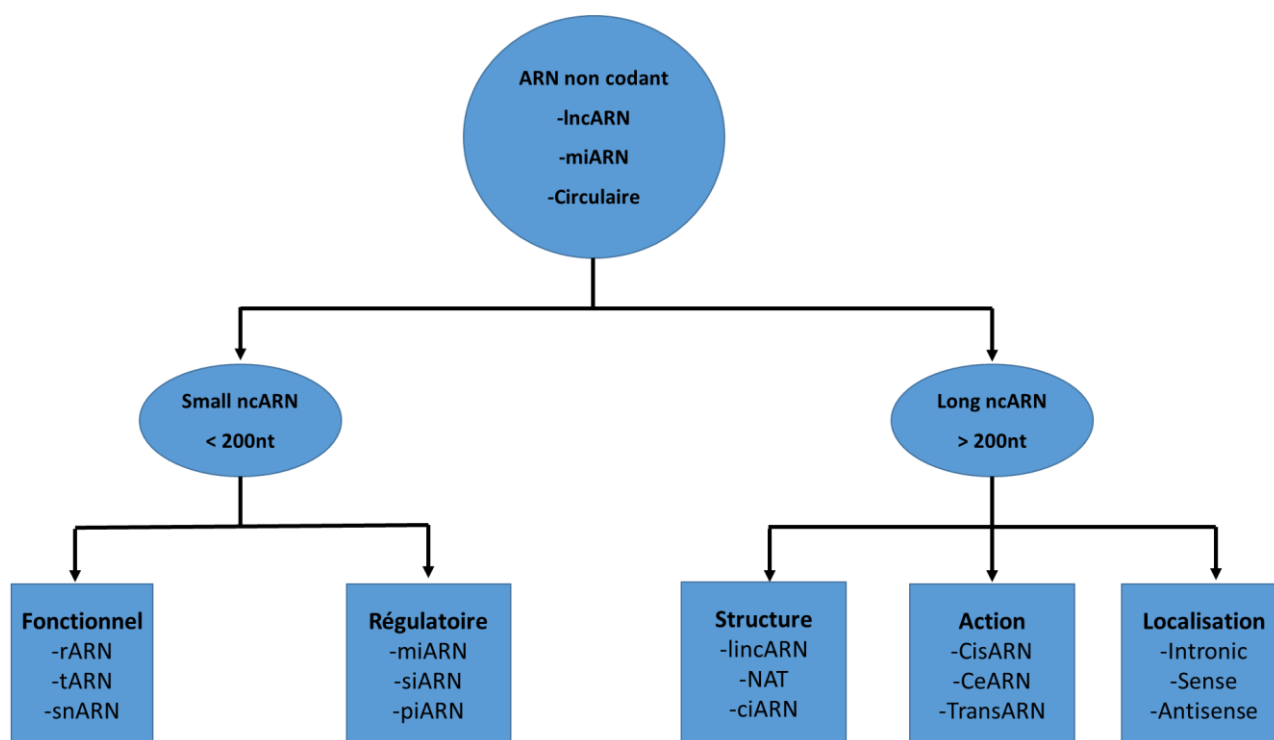 ARN non codant
-lncARN
-miARN
-Circulaire
Small ncARN
< 200nt
Long ncARN
> 200nt
Fonctionnel
-rARN
-tARN
-snARN
Régulatoire
-miARN
-siARN
-piARN
Structure
-lincARN
-NAT
-ciARN
Action
-CisARN
-CeARN
-TransARN
Localisation
-Intronic
-Sense
-Antisense